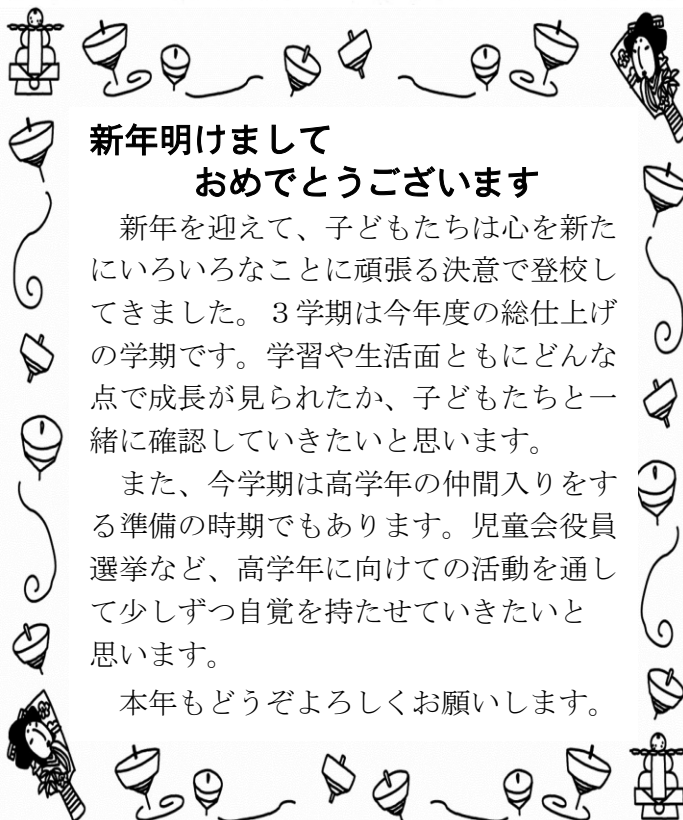 新年明けまして
おめでとうございます
　新年を迎えて、子どもたちは心を新た
にいろいろなことに頑張る決意で登校し
てきました。３学期は今年度の総仕上げ
の学期です。学習や生活面ともにどんな
点で成長が見られたか、子どもたちと一
緒に確認していきたいと思います。
　また、今学期は高学年の仲間入りをす
る準備の時期でもあります。児童会役員
選挙など、高学年に向けての活動を通し
て少しずつ自覚を持たせていきたいと
思います。
　本年もどうぞよろしくお願いします。